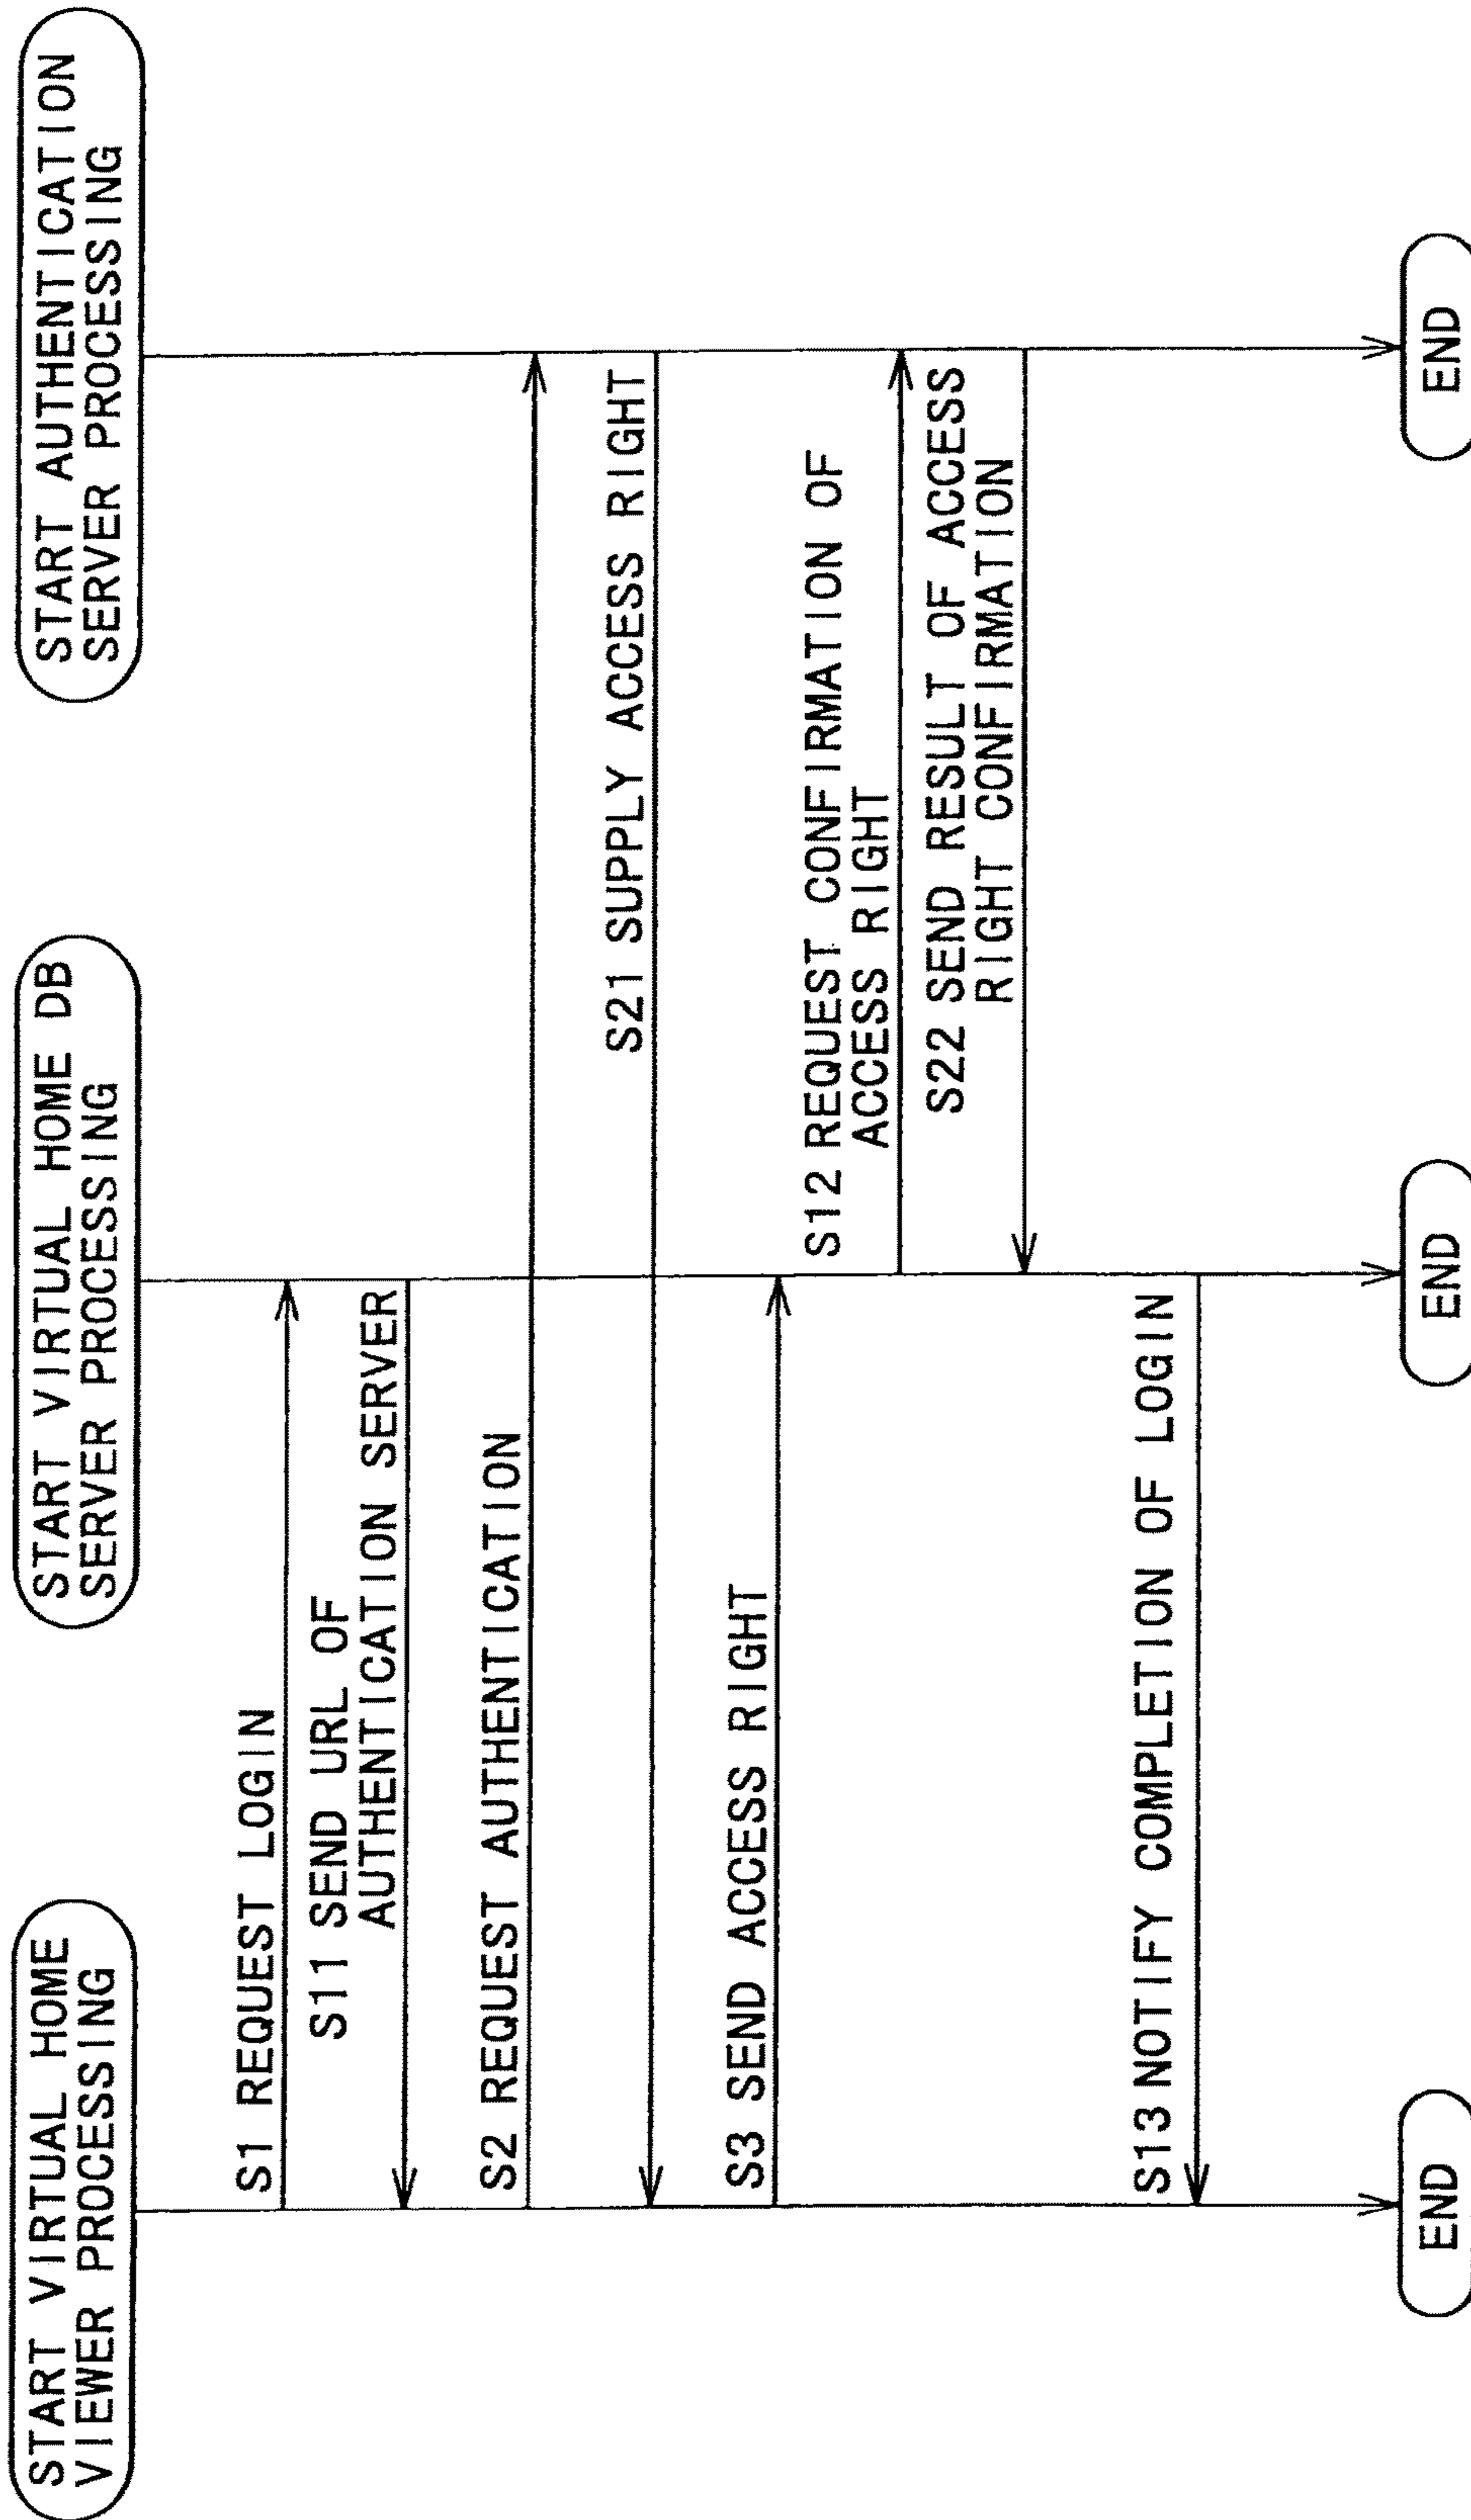 START VIRTUAL HOME
VIEWER PROCESSING
START VIRTUAL HOME DB
SERVER PROCESSING
START AUTHENTICATION
SERVER PROCESSING
S1 REQUEST LOGIN
S11 SEND URL OF
AUTHENTICATION SERVER
S2 REQUEST AUTHENTICATION
S21 SUPPLY ACCESS RIGHT
S3 SEND ACCESS RIGHT
S12 REQUEST CONFIRMATION OF
ACCESS RIGHT
S22 SEND RESULT OF ACCESS
RIGHT CONFIRMATION
S13 NOTIFY COMPLETION OF LOGIN
END
END
END